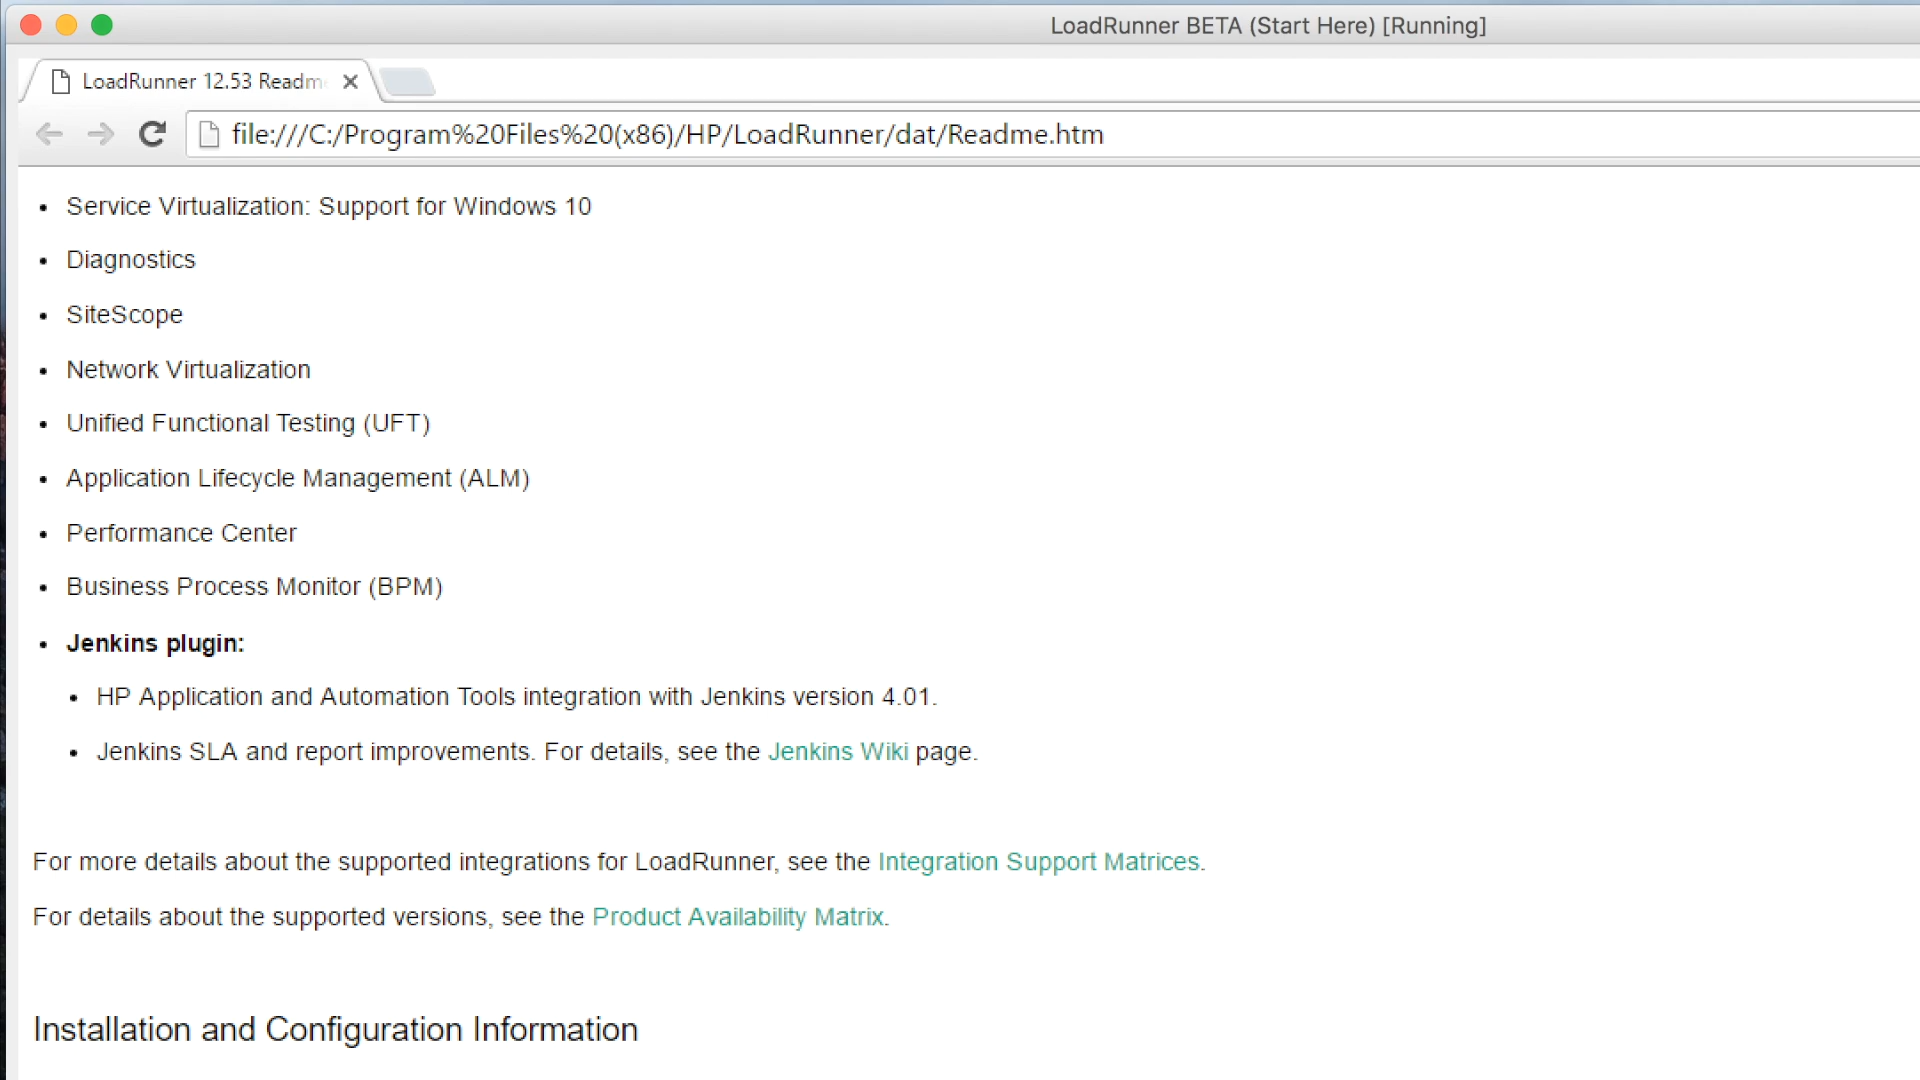 LoadRunner BETA (Start Here) [Running]
LoadRunner 12.53 Readm
file:///C:/Program%20Files%20(x86)/HP/LoadRunner/dat/Readme.htm
• Service Virtualization: Support for Windows 10
• Diagnostics
• SiteScope
• Network Virtualization
• Unified Functional Testing (UFT)
• Application Lifecycle Management (ALM)
• Performance Center
• Business Process Monitor (BPM)
• Jenkins plugin:
• HP Application and Automation Tools integration with Jenkins version 4.01.
• Jenkins SLA and report improvements. For details, see the Jenkins Wiki page.
For more details about the supported integrations for LoadRunner, see the Integration Support Matrices.
For details about the supported versions, see the Product Availability Matrix.
Installation and Configuration Information